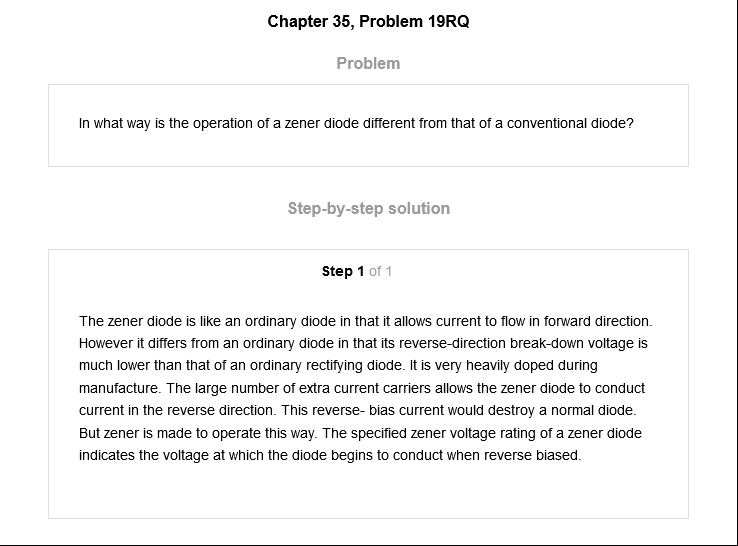 Chapter 35, Problem 19RQ
Problem
In what way is the operation of a zener diode different from that of a conventional diode?
Step-by-step solution
Step 1 of 1
The zener diode is like an ordinary diode in that it allows current to flow in forward direction.
However it differs from an ordinary diode in that its reverse-direction break-down voltage is
much lower than that of an ordinary rectifying diode. It is very heavily doped during
manufacture. The large number of extra current carriers allows the zener diode to conduct
current in the reverse direction. This reverse- bias current would destroy a normal diode.
But zener is made to operate this way. The specified zener voltage rating of a zener diode
indicates the voltage at which the diode begins to conduct when reverse biased.